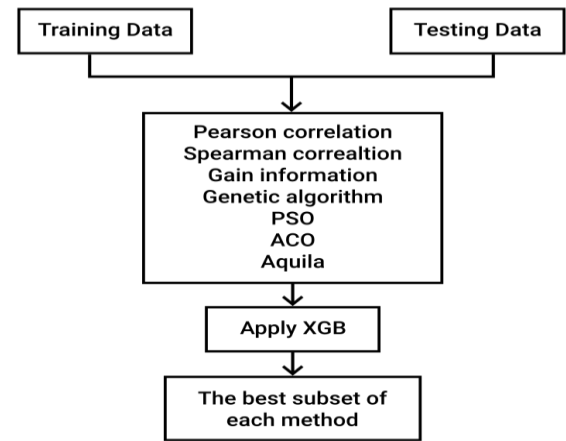 Training Data
Testing Data
Pearson correlation
Spearman correaltion
Gain information
Genetic algorithm
PSO
ACO
Aquila
Apply XGB
The best subset of
each method